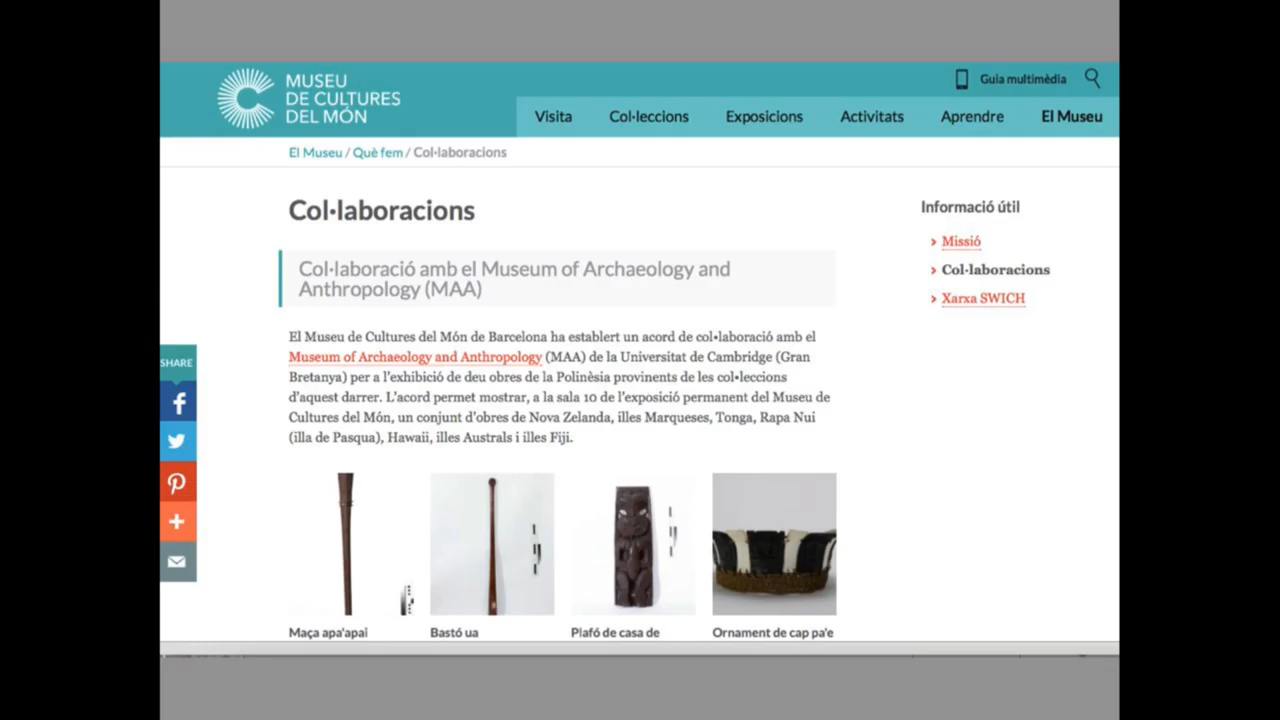 MUSEU
DE CULTURES
DEL MÓN
Guia multimèdia
Visita Col·leccions Exposicions Activitats Aprendre El Museu
El Museu / Què fem / Col·laboracions
Col·laboracions
Col·laboració amb el Museum of Archaeology and
Anthropology (MAA)
El Museu de Cultures del Món de Barcelona ha establert un acord de col•laboració amb el
Museum of Archaeology and Anthropology (MAA) de la Universitat de Cambridge (Gran
Bretanya) per a l'exhibició de deu obres de la Polinèsia provinents de les col•leccions
d'aquest darrer. L'acord permet mostrar, a la sala 10 de l'exposició permanent del Museu de
Cultures del Món, un conjunt d'obres de Nova Zelanda, illes Marqueses, Tonga, Rapa Nui
(illa de Pasqua), Hawaii, illes Australs i illes Fiji.
Maça apa'apai
Bastó ua
Plafó de casa de
Ornament de cap pa'e
Informació útil
› Missió
› Col·laboracions
› Xarxa SWICH
SHARE